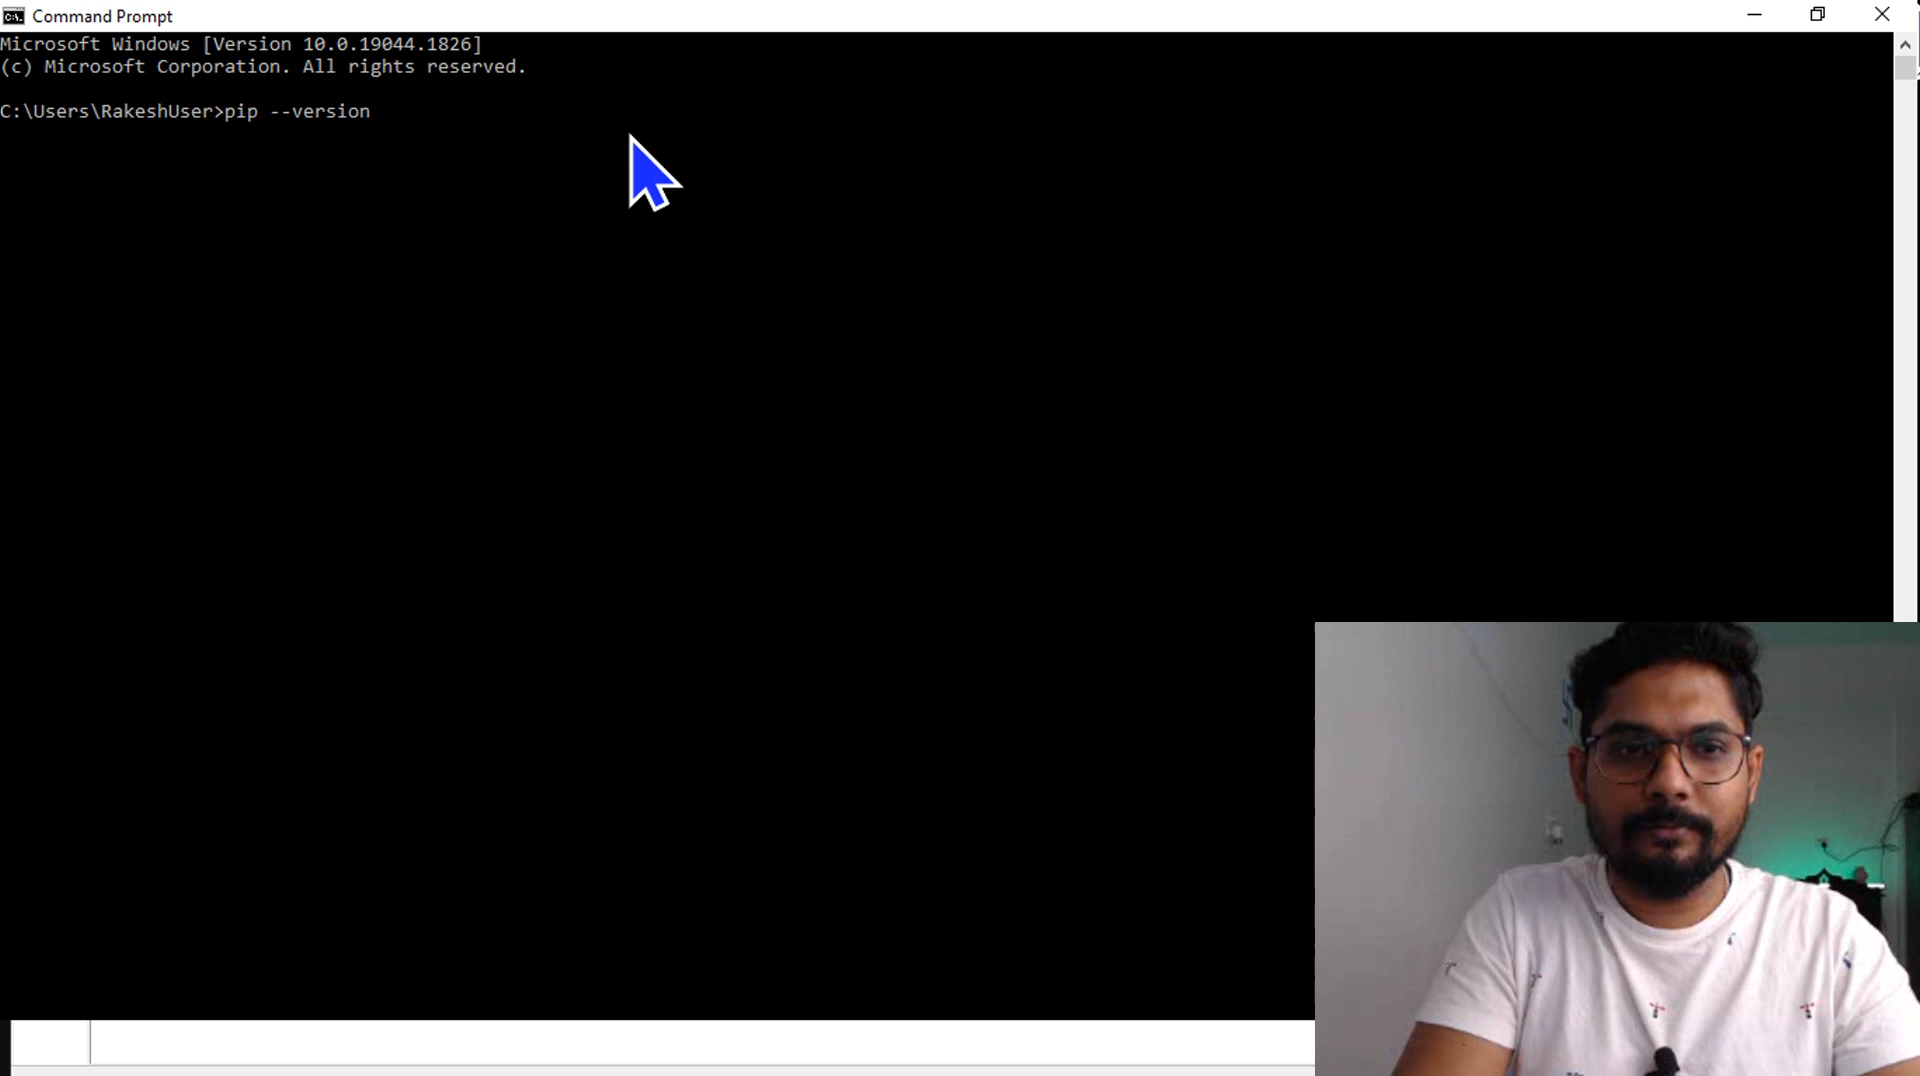 Command Prompt
Microsoft Windows [Version 10.0.19044.1826]
(c) Microsoft Corporation. All rights reserved.
C:\Users\RakeshUser>pip --version